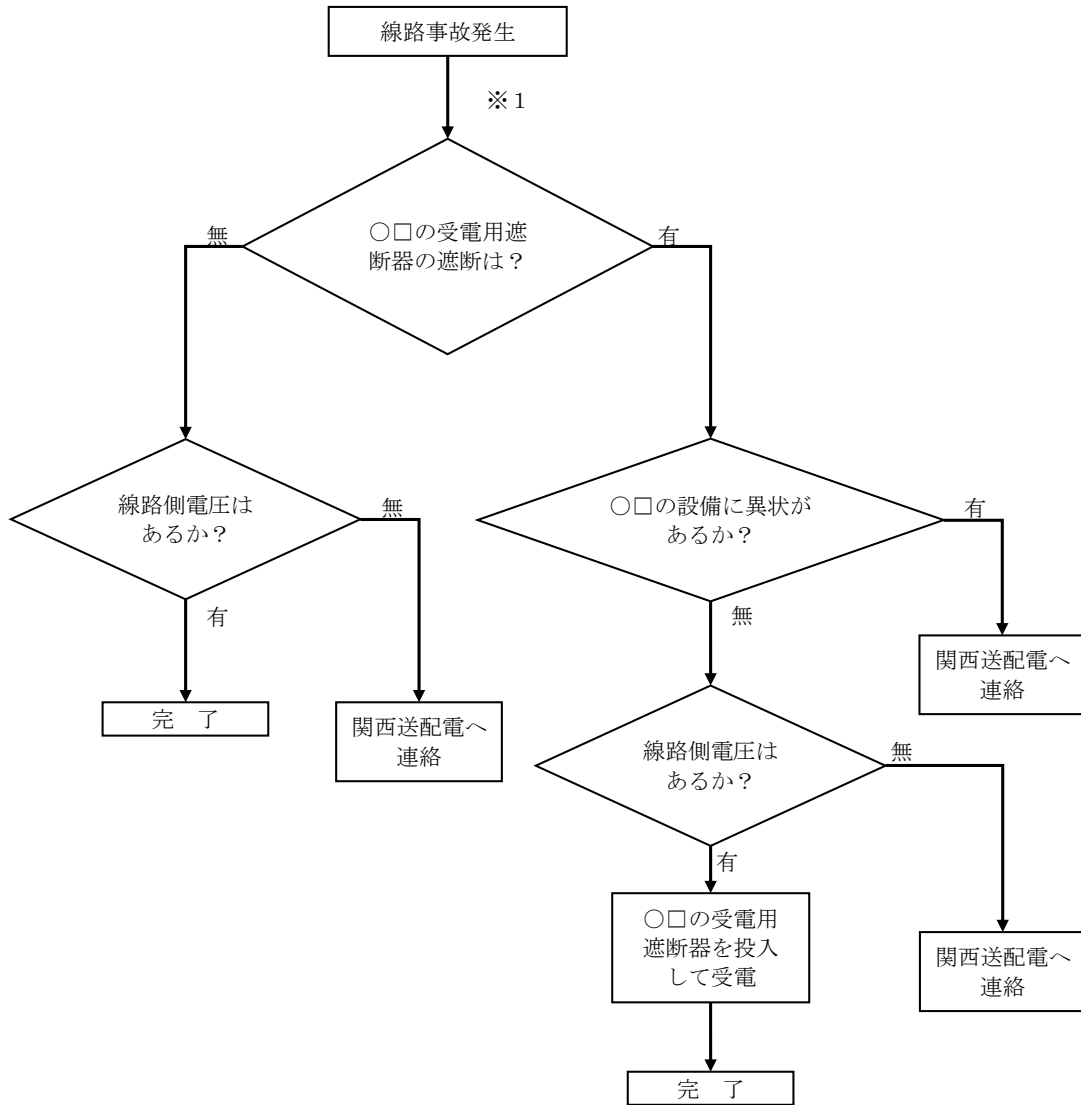 線路事故発生
※１
無
○□の受電用遮
断器の遮断は？
有
線路側電圧は
あるか？
無
○□の設備に異状が
あるか？
有
有
無
関西送配電へ
連絡
完　了
関西送配電へ
連絡
線路側電圧は
あるか？
無
有
○□の受電用
遮断器を投入
して受電
関西送配電へ
連絡
完　了